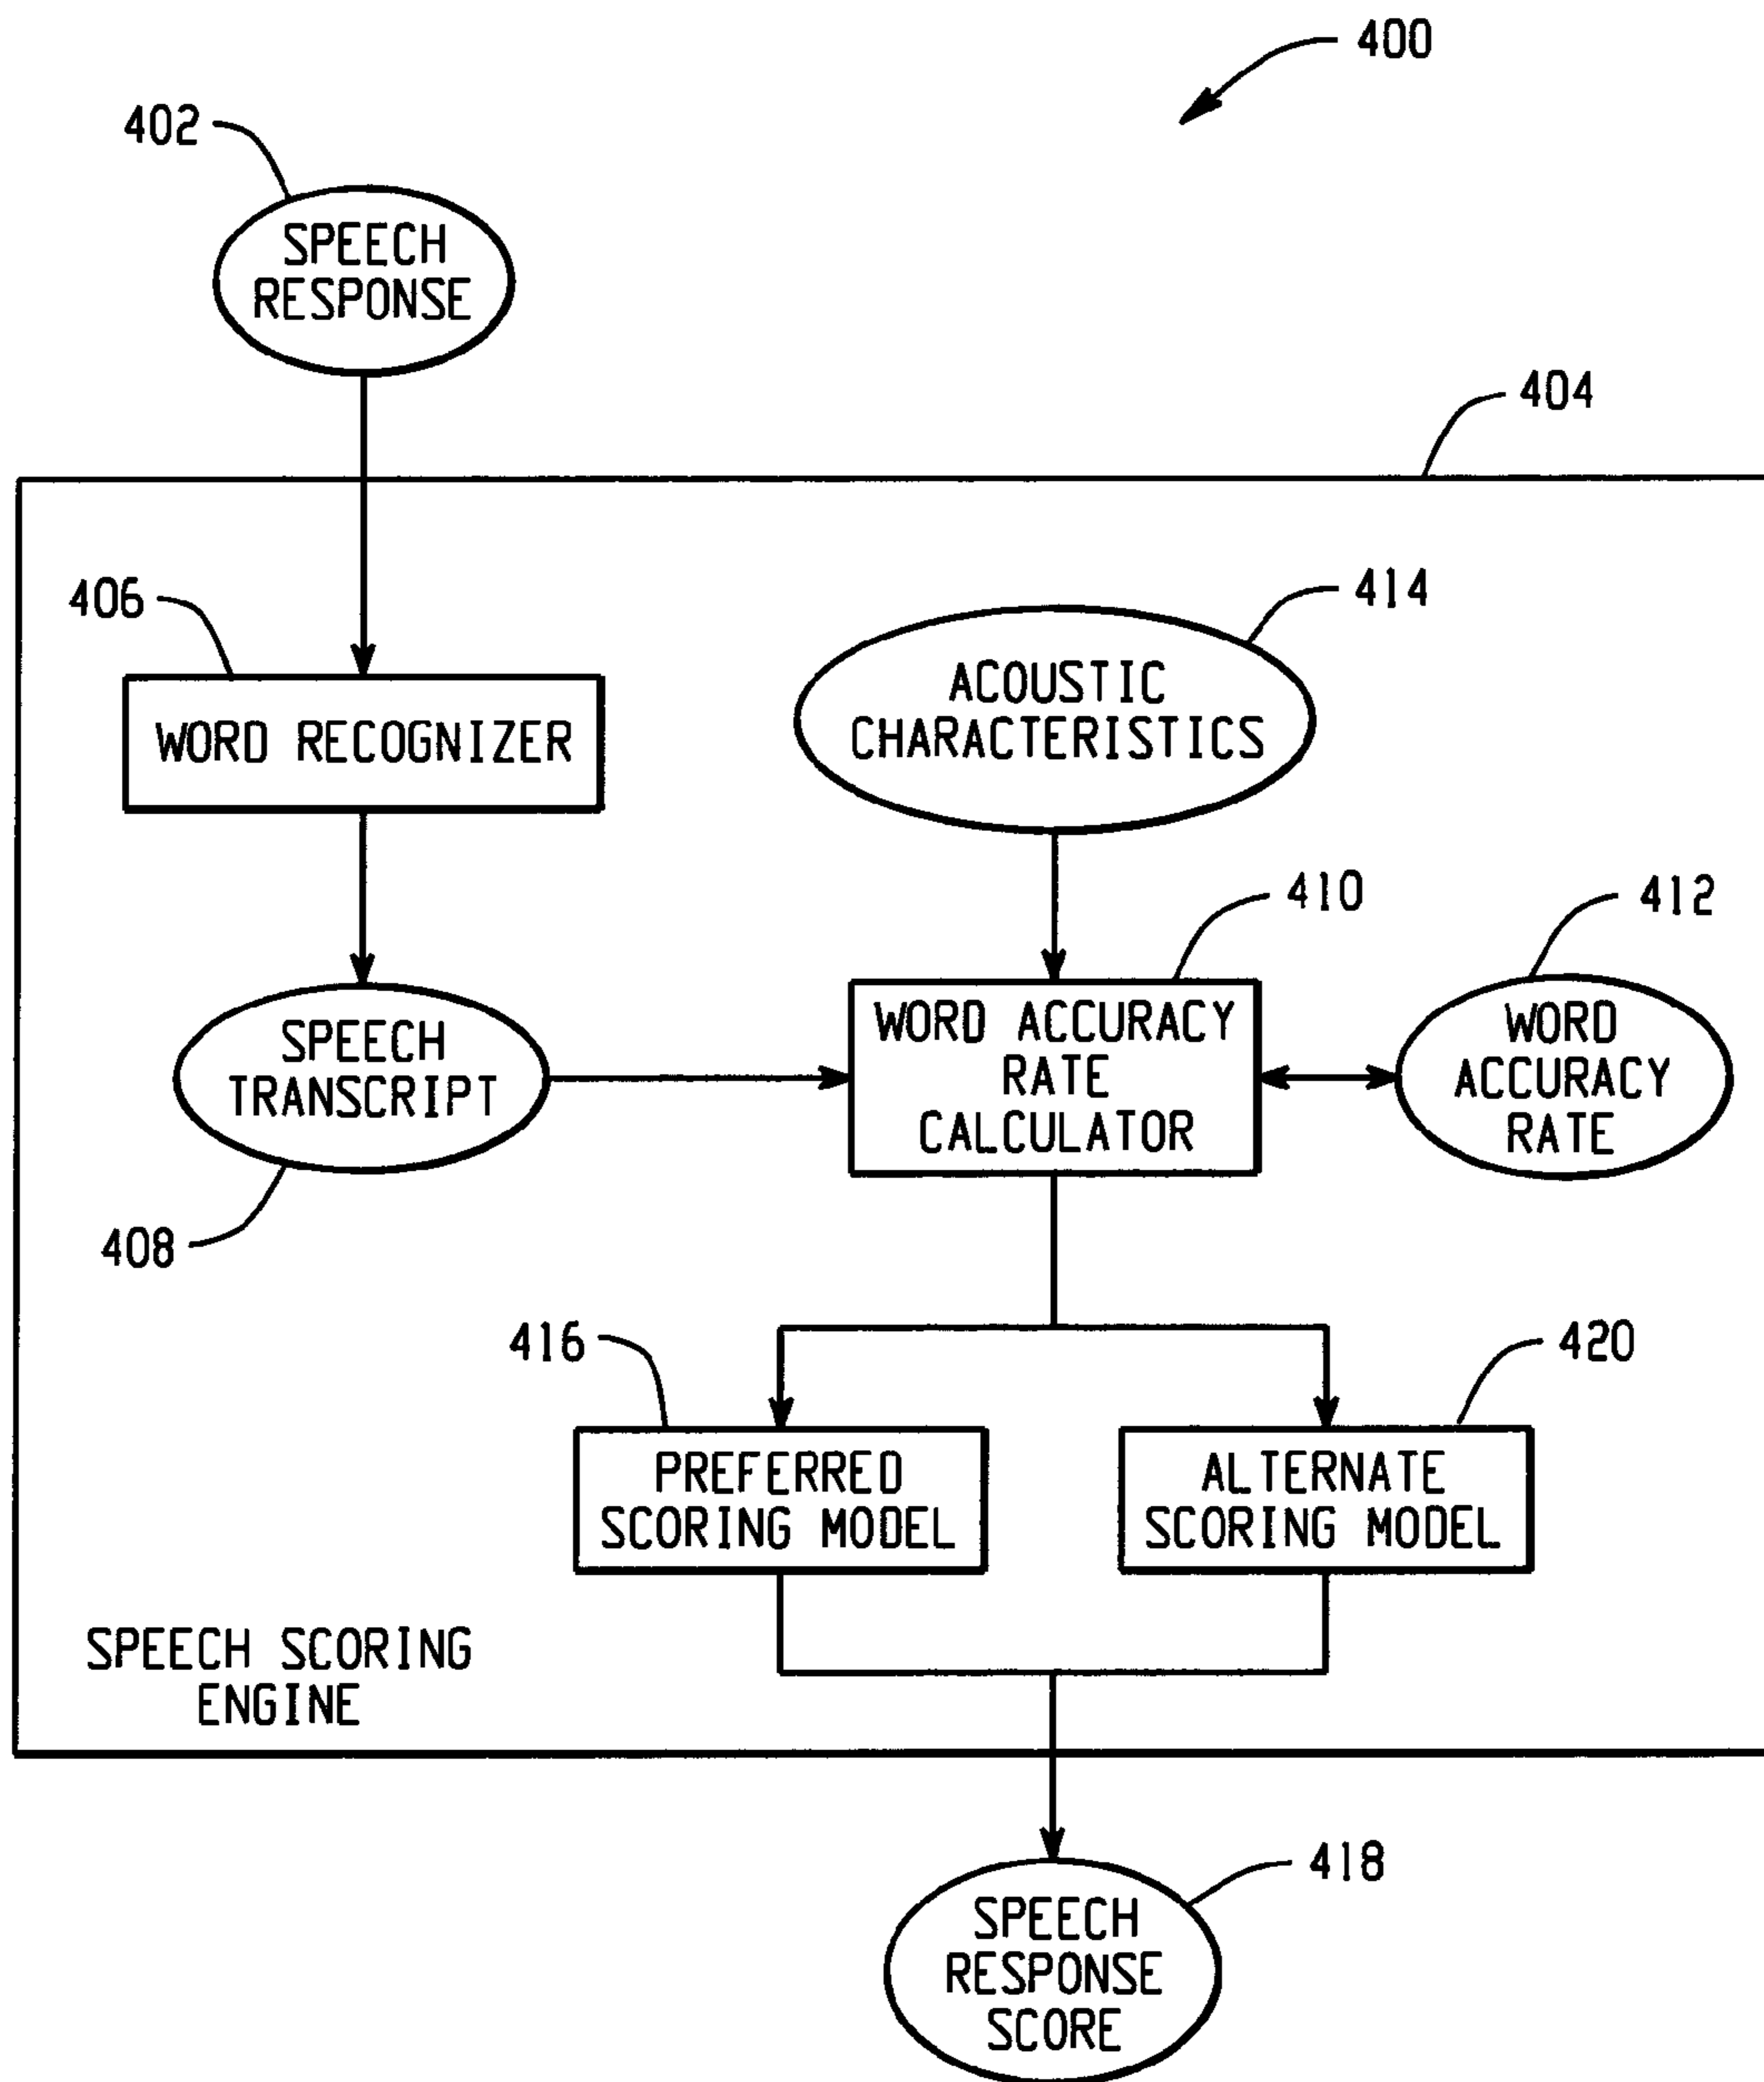 400
402
SPEECH
RESPONSE
404
406
414
WORD RECOGNIZER
ACOUSTIC
CHARACTERISTICS
410
412
SPEECH
TRANSCRIPT
WORD ACCURACY
RATE
CALCULATOR
WORD
ACCURACY
RATE
408
416
420
PREFERRED
SCORING MODEL
ALTERNATE
SCORING MODEL
SPEECH SCORING
ENGINE
418
SPEECH
RESPONSE
SCORE